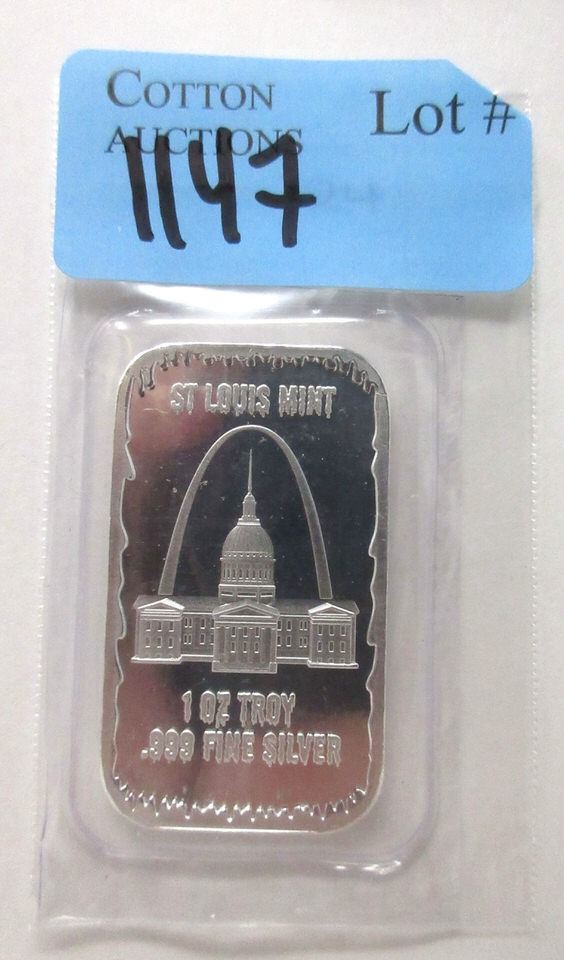 COTTON
AUCTIONS
Lot #
1147
ST LOUIS MINT
1 OZ TROY
.999 FINE SILVER